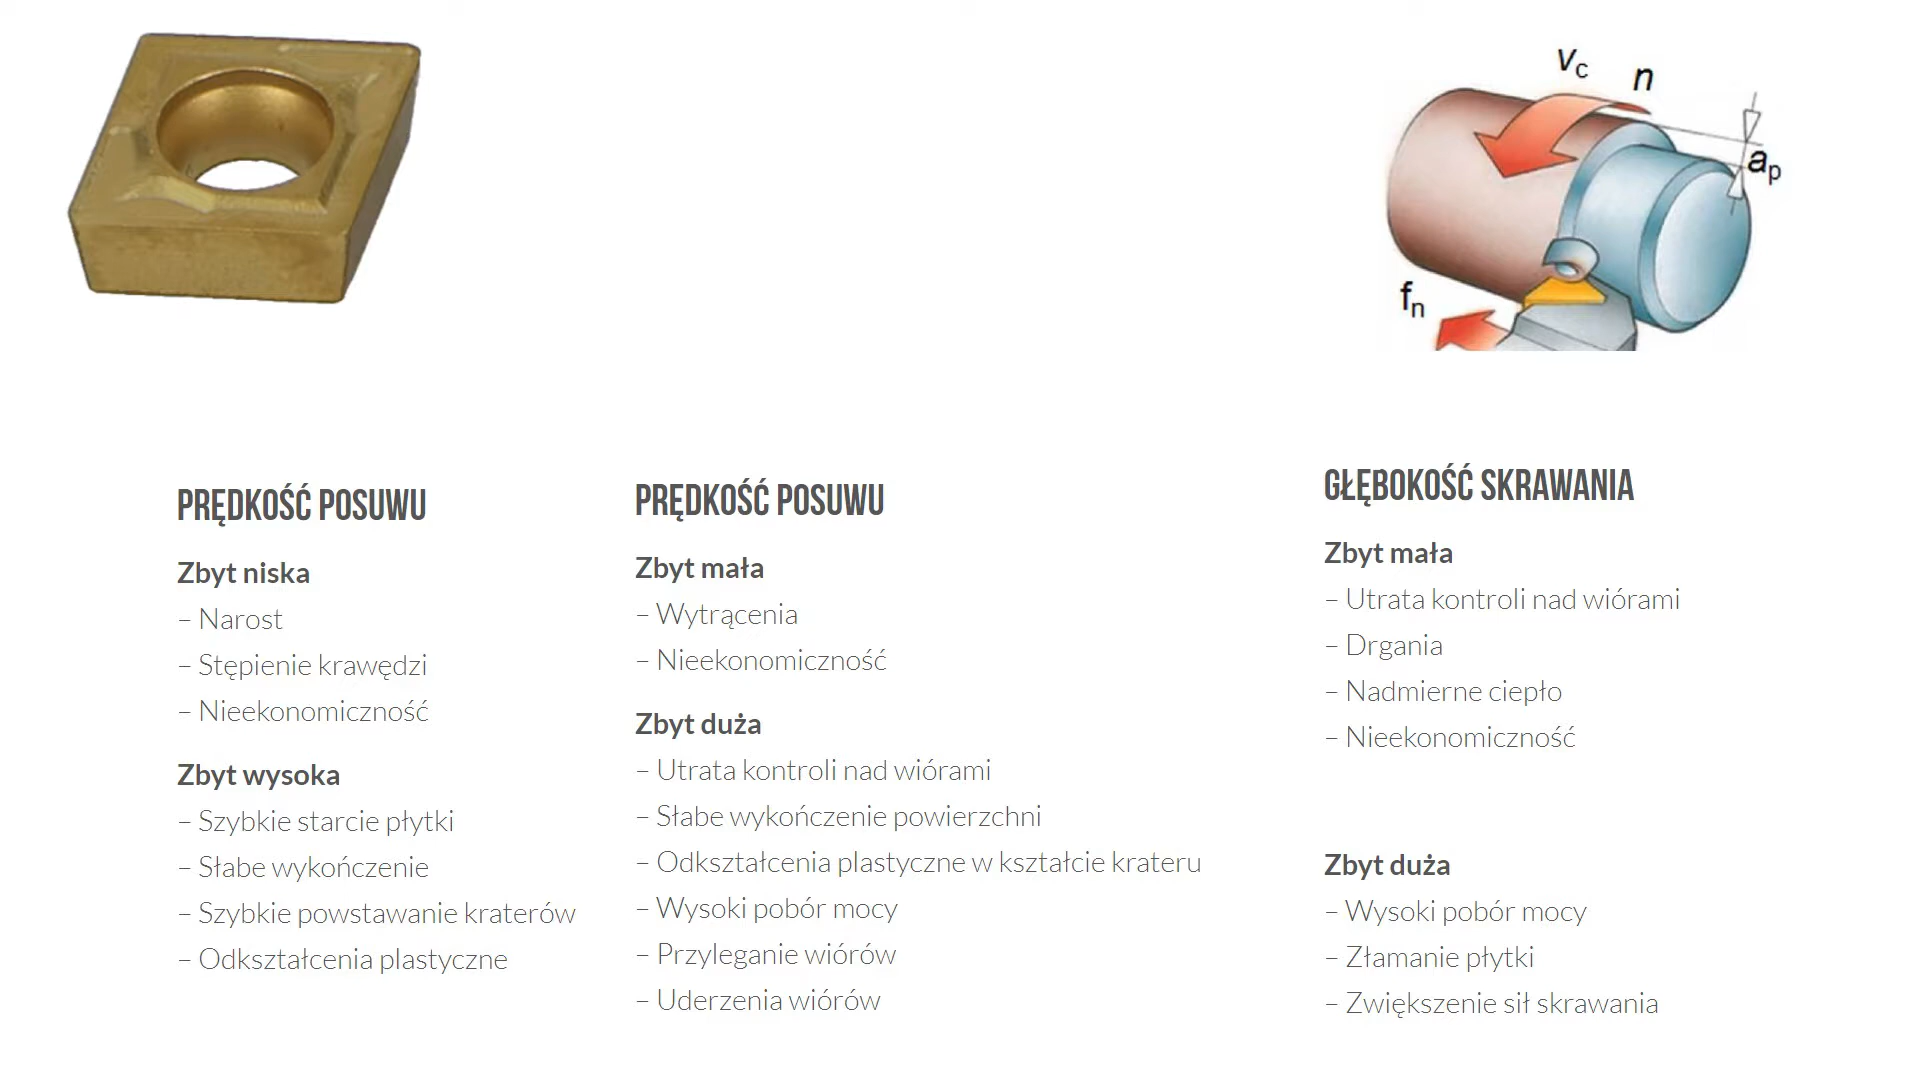 vc
n
ap
fn
PRĘDKOŚĆ POSUWU
Zbyt niska
– Narost
– Stępienie krawędzi
– Nieekonomiczność
Zbyt wysoka
– Szybkie starcie płytki
– Słabe wykończenie
– Szybkie powstawanie kraterów
– Odkształcenia plastyczne
PRĘDKOŚĆ POSUWU
Zbyt mała
– Wytrącenia
– Nieekonomiczność
Zbyt duża
– Utrata kontroli nad wiórami
– Słabe wykończenie powierzchni
– Odkształcenia plastyczne w kształcie krateru
– Wysoki pobór mocy
– Przyleganie wiórów
– Uderzenia wiórów
GŁĘBOKOŚĆ SKRAWANIA
Zbyt mała
– Utrata kontroli nad wiórami
– Drgania
– Nadmierne ciepło
– Nieekonomiczność
Zbyt duża
– Wysoki pobór mocy
– Złamanie płytki
– Zwiększenie sił skrawania